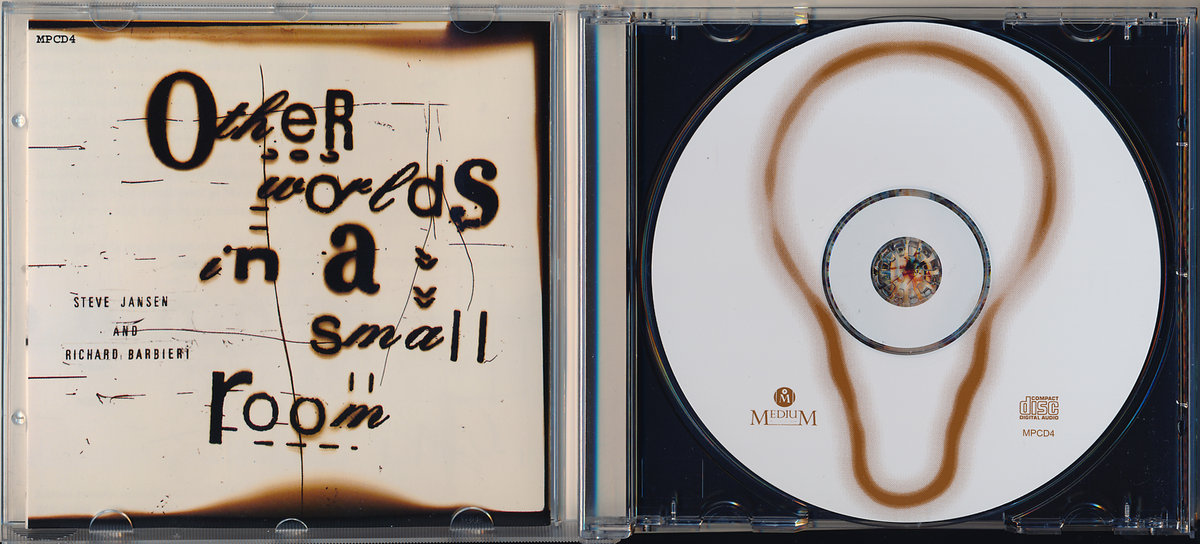 MPCD4
Other
worlds
in a
small
room
STEVE JANSEN
AND
RICHARD BARBIERI
M
MEDIUM
COMPACT
disc
DIGITAL AUDIO
MPCD4